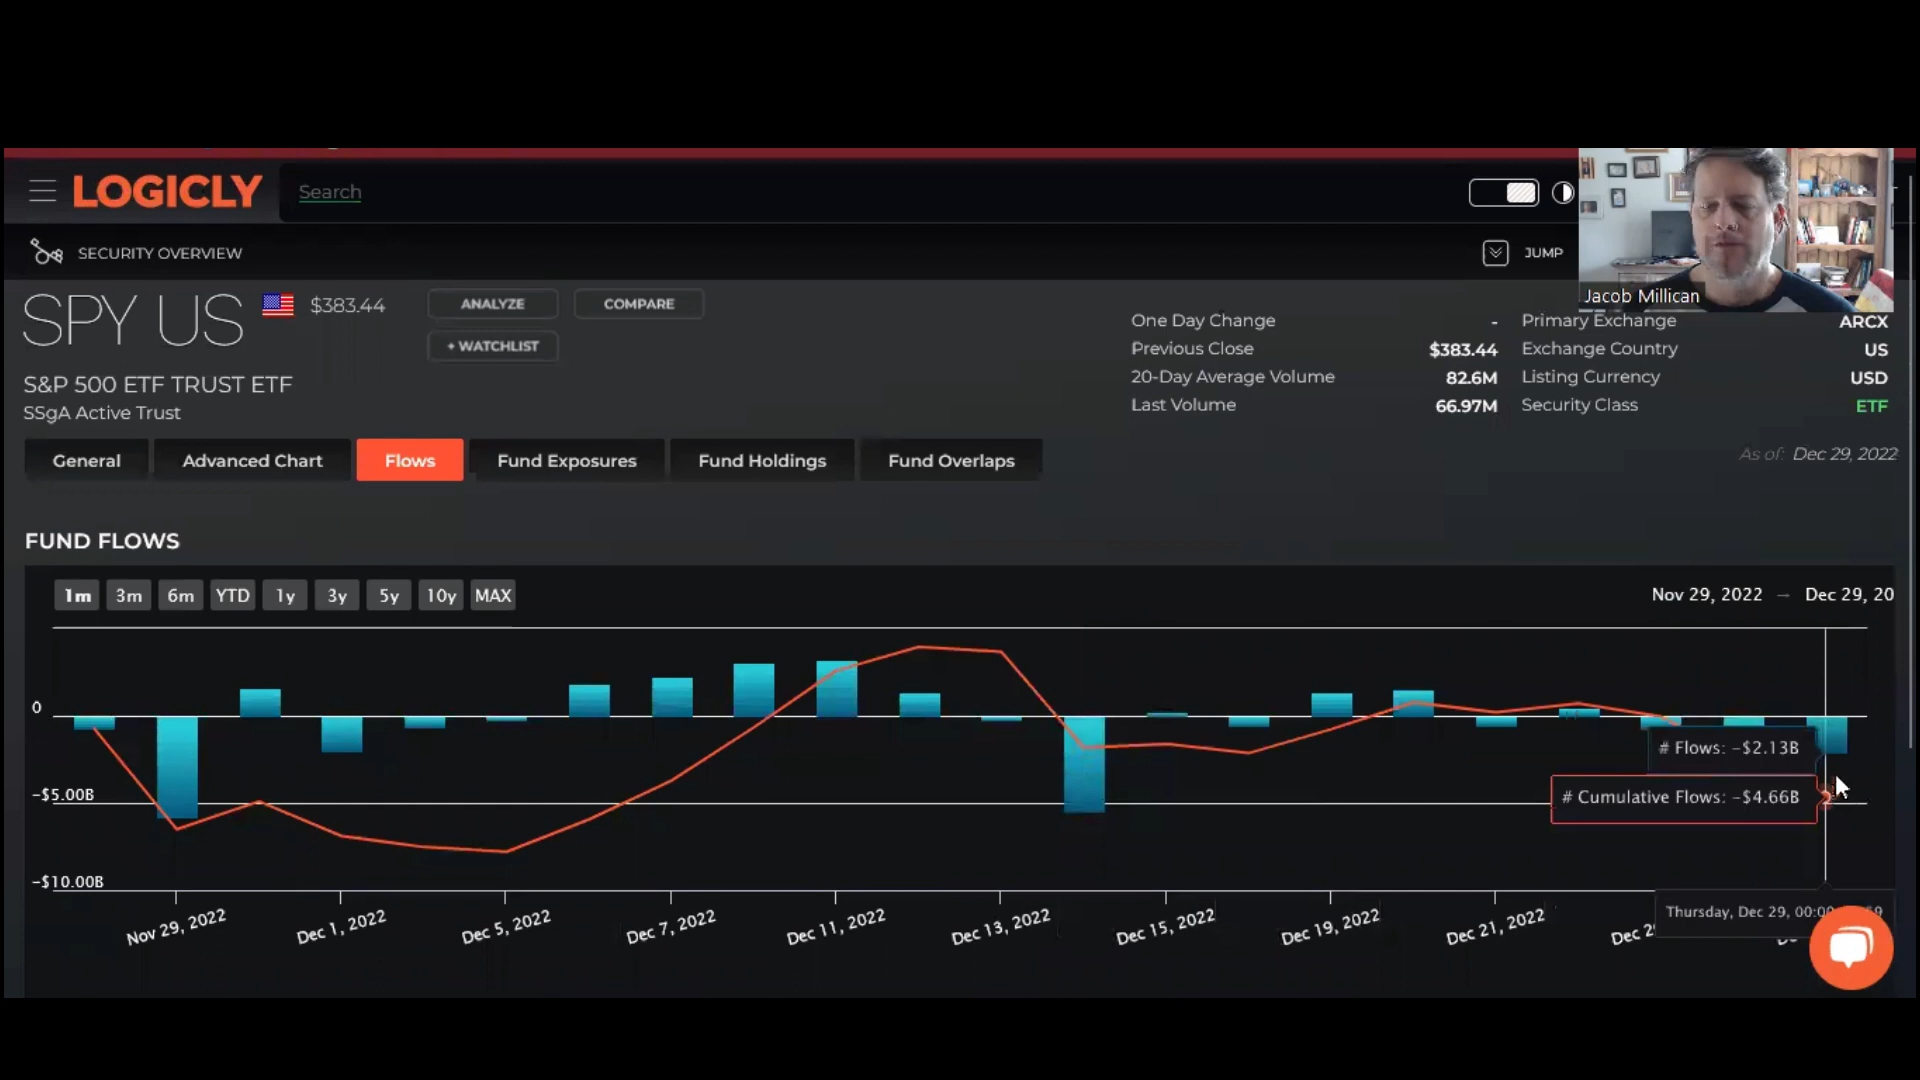 LOGICLY
Search
SECURITY OVERVIEW
JUMP
Jacob Millican
SPY US
$383.44
ANALYZE
COMPARE
+ WATCHLIST
S&P 500 ETF TRUST ETF
SSgA Active Trust
One Day Change -
Previous Close $383.44
20-Day Average Volume 82.6M
Last Volume 66.97M
Primary Exchange ARCX
Exchange Country US
Listing Currency USD
Security Class ETF
General
Advanced Chart
Flows
Fund Exposures
Fund Holdings
Fund Overlaps
As of: Dec 29, 2022
FUND FLOWS
1m 3m 6m YTD 1y 3y 5y 10y MAX
Nov 29, 2022 – Dec 29, 20
0
-$5.00B
-$10.00B
# Flows: -$2.13B
# Cumulative Flows: -$4.66B
Thursday, Dec 29, 00:0
Nov 29, 2022
Dec 1, 2022
Dec 5, 2022
Dec 7, 2022
Dec 11, 2022
Dec 13, 2022
Dec 15, 2022
Dec 19, 2022
Dec 21, 2022
Dec 2